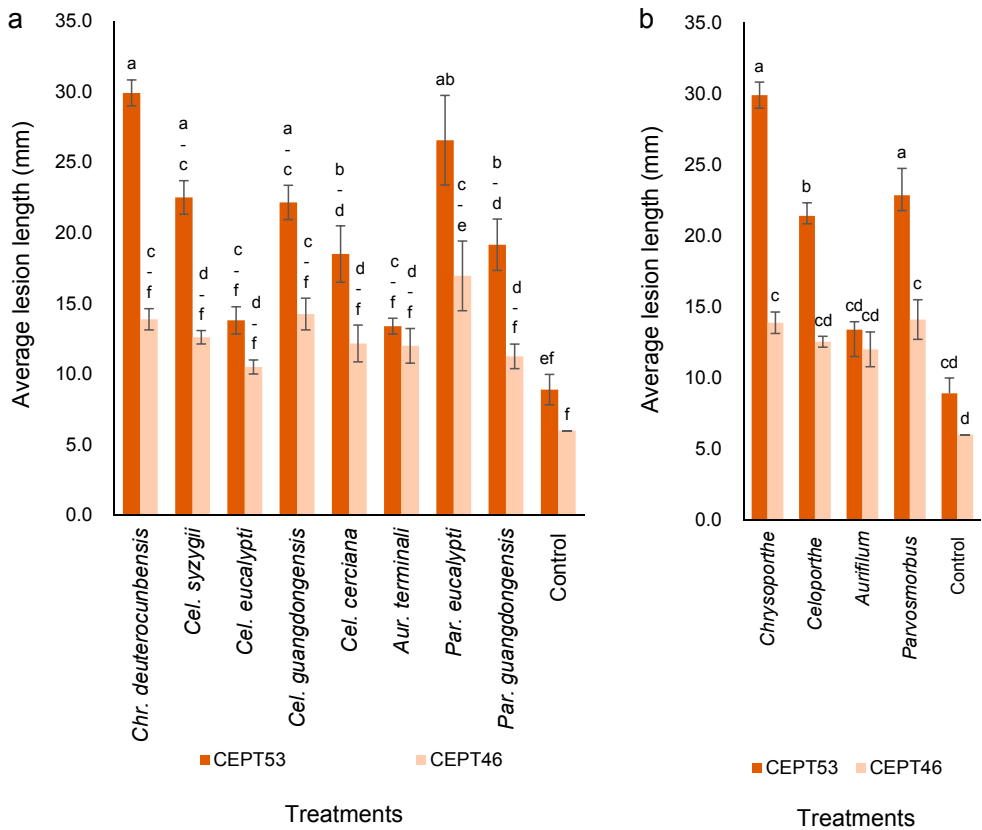 a
Average lesion length (mm)
35.0
30.0
25.0
20.0
15.0
10.0
5.0
0.0
a
c
-
f
a
-
c
d
-
f
c
-
f
d
-
f
a
-
c
c
-
f
b
-
d
d
-
f
c
-
f
d
-
f
ab
c
-
e
b
-
d
d
-
f
ef
f
Chr. deuterocunbensis
Cel. syzygii
Cel. eucalypti
Cel. guangdongensis
Cel. cerciana
Aur. terminali
Par. eucalypti
Par. guangdongensis
Control
CEPT53
CEPT46
Treatments
b
Average lesion length (mm)
35.0
30.0
25.0
20.0
15.0
10.0
5.0
0.0
a
c
b
cd
cd
cd
a
c
cd
d
Chrysoporthe
Celoporthe
Aurifilum
Parvosmorbus
Control
CEPT53
CEPT46
Treatments